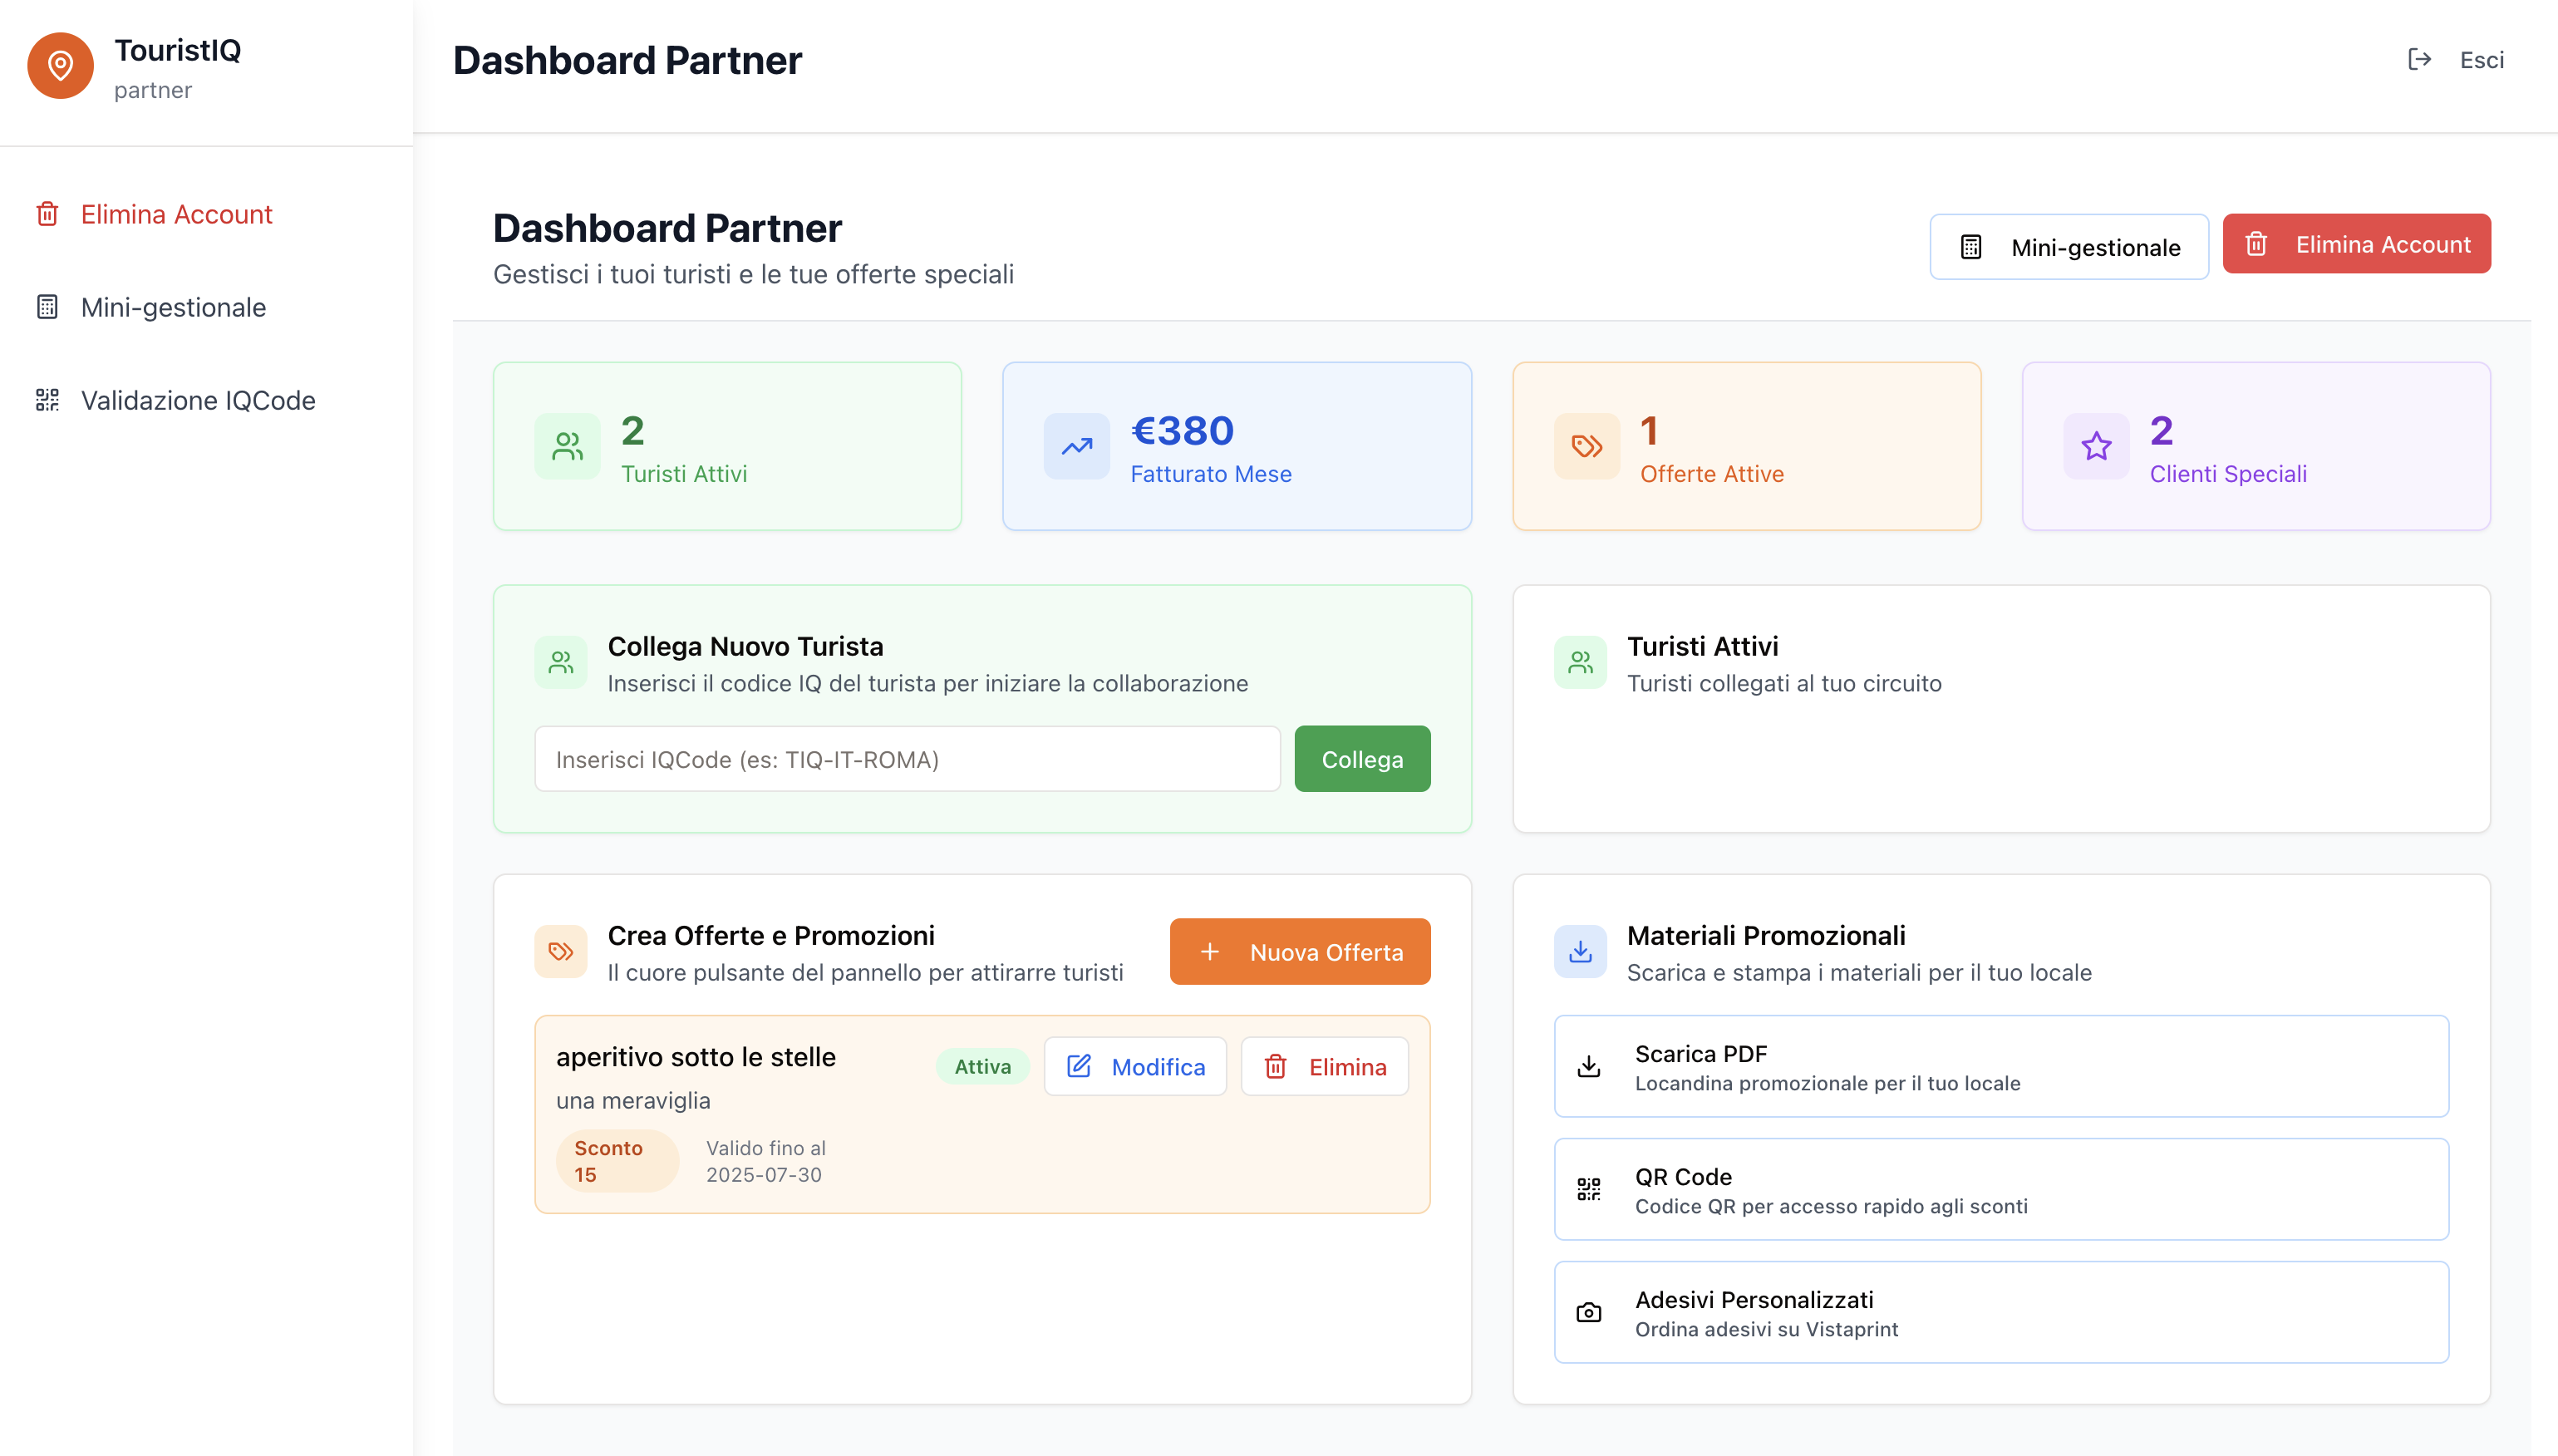 TouristIQ
partner
Elimina Account
Mini-gestionale
Validazione IQCode
Dashboard Partner
Esci
Dashboard Partner
Gestisci i tuoi turisti e le tue offerte speciali
Mini-gestionale
Elimina Account
2
Turisti Attivi
€380
Fatturato Mese
1
Offerte Attive
2
Clienti Speciali
Collega Nuovo Turista
Inserisci il codice IQ del turista per iniziare la collaborazione
Inserisci IQCode (es: TIQ-IT-ROMA)
Collega
Turisti Attivi
Turisti collegati al tuo circuito
Crea Offerte e Promozioni
Il cuore pulsante del pannello per attirarre turisti
Nuova Offerta
aperitivo sotto le stelle
una meraviglia
Attiva
Modifica
Elimina
Sconto
15
Valido fino al
2025-07-30
Materiali Promozionali
Scarica e stampa i materiali per il tuo locale
Scarica PDF
Locandina promozionale per il tuo locale
QR Code
Codice QR per accesso rapido agli sconti
Adesivi Personalizzati
Ordina adesivi su Vistaprint